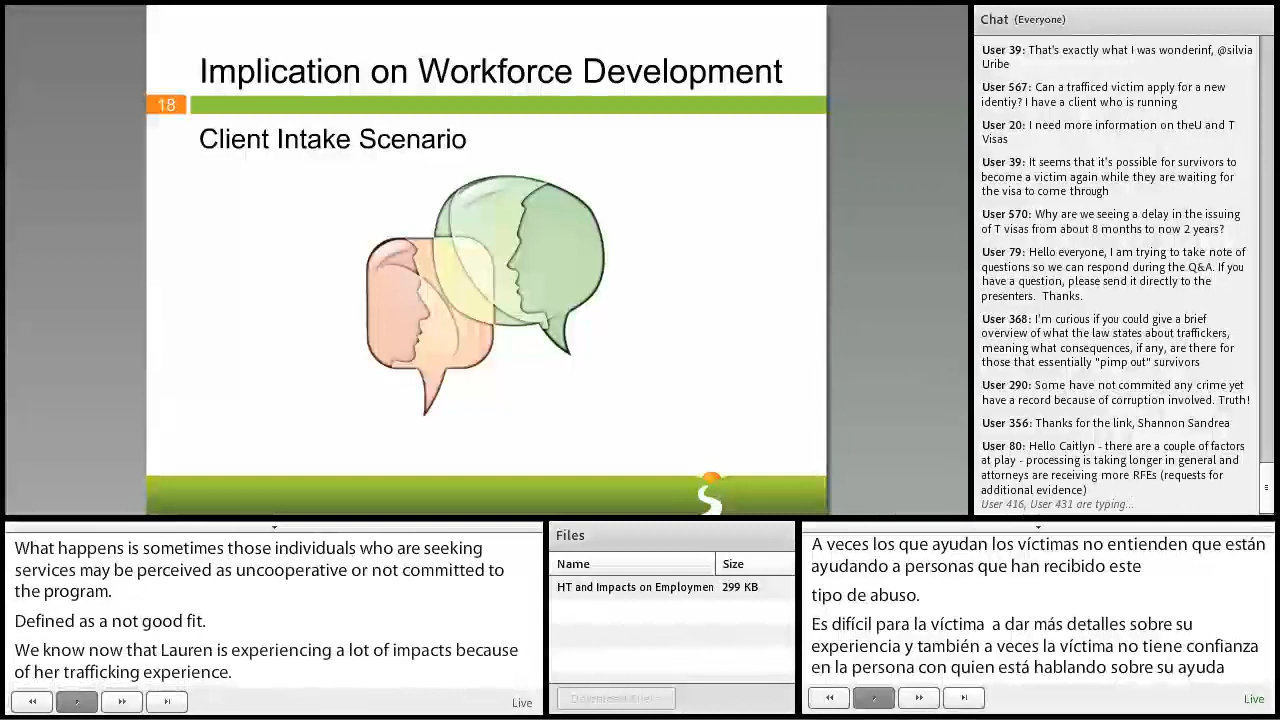 Implication on Workforce Development
18
Client Intake Scenario
Chat (Everyone)
User 39: That's exactly what I was wonderinf, @silvia
Uribe
User 567: Can a trafficed victim apply for a new
identiy? I have a client who is running
User 20: I need more information on theU and T
Visas
User 39: It seems that it's possible for survivors to
become a victim again while they are waiting for
the visa to come through
User 570: Why are we seeing a delay in the issuing
of T visas from about 8 months to now 2 years?
User 79: Hello everyone, I am trying to take note of
questions so we can respond during the Q&A. If you
have a question, please send it directly to the
presenters. Thanks.
User 368: I'm curious if you could give a brief
overview of what the law states about traffickers,
meaning what consequences, if any, are there for
those that essentially "pimp out" survivors
User 290: Some have not commited any crime yet
have a record because of corruption involved. Truth!
User 356: Thanks for the link, Shannon Sandrea
User 80: Hello Caitlyn - there are a couple of factors
at play - processing is taking longer in general and
attorneys are receiving more RFEs (requests for
additional evidence)
User 416, User 431 are typing...
What happens is sometimes those individuals who are seeking
services may be perceived as uncooperative or not committed to
the program.
Defined as a not good fit.
We know now that Lauren is experiencing a lot of impacts because
of her trafficking experience.
Live
Files
Name Size
HT and Impacts on Employmen 299 KB
Download File
A veces los que ayudan los víctimas no entienden que están
ayudando a personas que han recibido este
tipo de abuso.
Es difícil para la víctima a dar más detalles sobre su
experiencia y también a veces la víctima no tiene confianza
en la persona con quien está hablando sobre su ayuda
Live